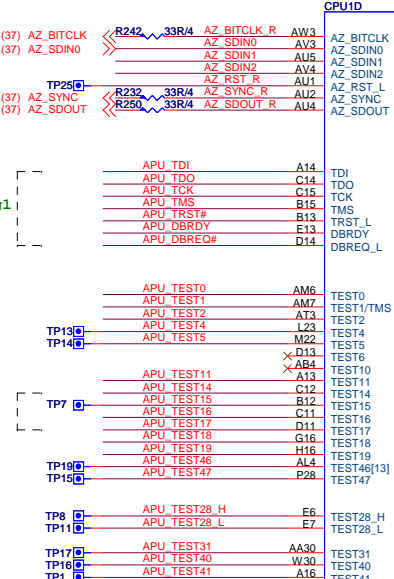 CPU1D
(37) AZ_BITCLK R242 33R/4 AZ_BITCLK_R AW3 AZ_BITCLK
(37) AZ_SDIN0 AZ_SDIN0 AV3 AZ_SDIN0
AZ_SDIN1 AU5 AZ_SDIN1
AZ_SDIN2 AV4 AZ_SDIN2
TP25 AZ_RST_R AU1 AZ_RST_L
(37) AZ_SYNC R232 33R/4 AZ_SYNC_R AU2 AZ_SYNC
(37) AZ_SDOUT R250 33R/4 AZ_SDOUT_R AU4 AZ_SDOUT
APU_TDI A14 TDI
APU_TDO C14 TDO
APU_TCK C15 TCK
APU_TMS B15 TMS
APU_TRST# B13 TRST_L
APU_DBRDY E13 DBRDY
APU_DBREQ# D14 DBREQ_L
APU_TEST0 AM6 TEST0
APU_TEST1 AM7 TEST1/TMS
APU_TEST2 AT3 TEST2
TP13 APU_TEST4 L23 TEST4
TP14 APU_TEST5 M22 TEST5
D13 TEST6
AB4 TEST10
APU_TEST11 A13 TEST11
APU_TEST14 C12 TEST14
TP7 APU_TEST15 B12 TEST15
APU_TEST16 C11 TEST16
APU_TEST17 D11 TEST17
APU_TEST18 G16 TEST18
APU_TEST19 H16 TEST19
TP19 APU_TEST46 AL4 TEST46[13]
TP15 APU_TEST47 P28 TEST47
TP8 APU_TEST28_H E6 TEST28_H
TP11 APU_TEST28_L E7 TEST28_L
TP17 APU_TEST31 AA30 TEST31
TP16 APU_TEST40 W30 TEST40
TP1 APU_TEST41 A16 TEST41